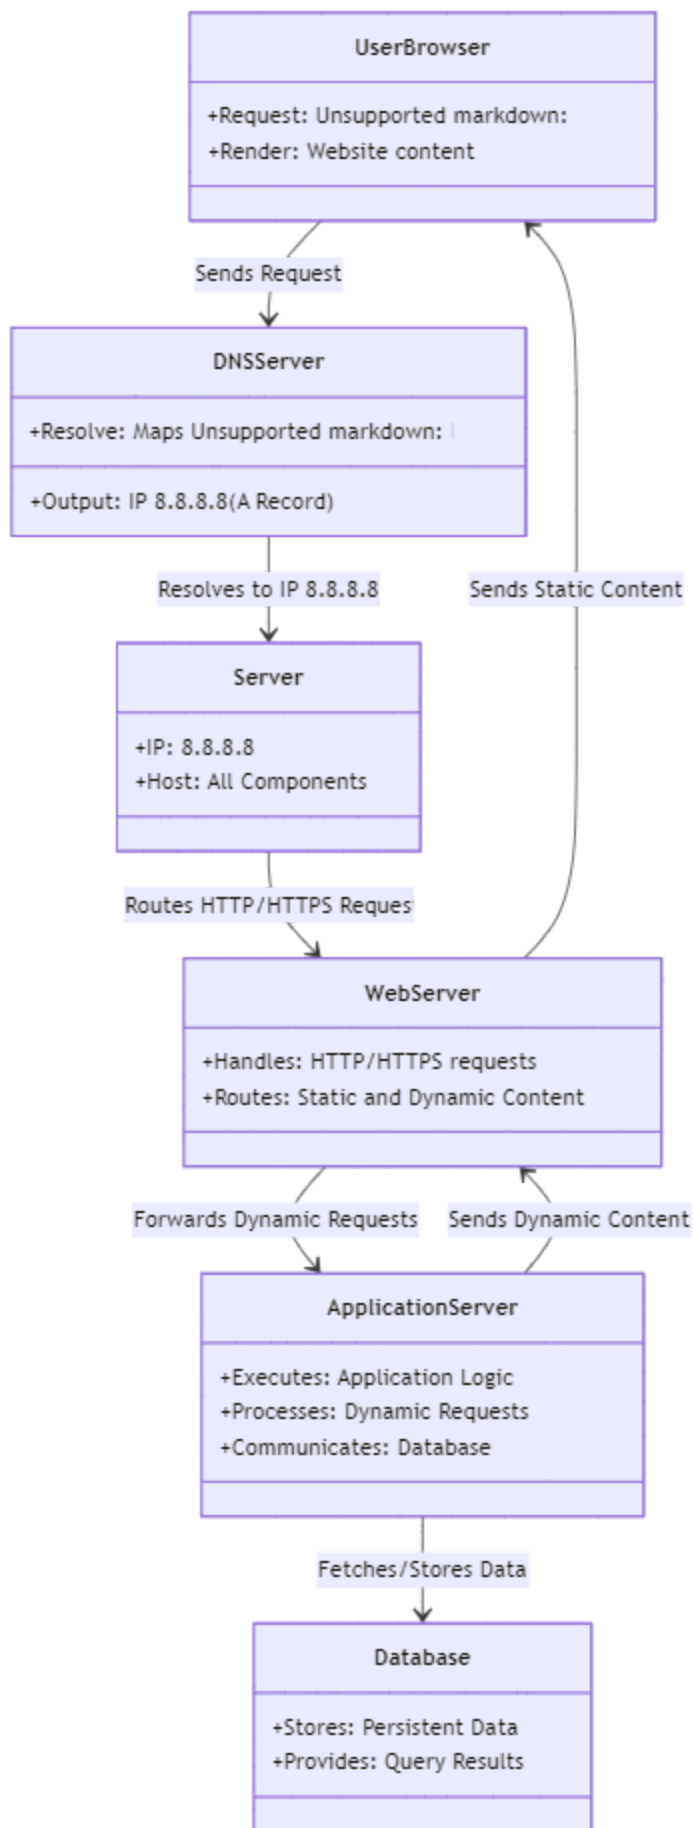 UserBrowser
+Request: Unsupported markdown:
+Render: Website content
Sends Request
DNSServer
+Resolve: Maps Unsupported markdown:
+Output: IP 8.8.8.8(A Record)
Resolves to IP 8.8.8.8
Sends Static Content
Server
+IP: 8.8.8.8
+Host: All Components
Routes HTTP/HTTPS Reques
WebServer
+Handles: HTTP/HTTPS requests
+Routes: Static and Dynamic Content
Forwards Dynamic Requests
Sends Dynamic Content
ApplicationServer
+Executes: Application Logic
+Processes: Dynamic Requests
+Communicates: Database
Fetches/Stores Data
Database
+Stores: Persistent Data
+Provides: Query Results